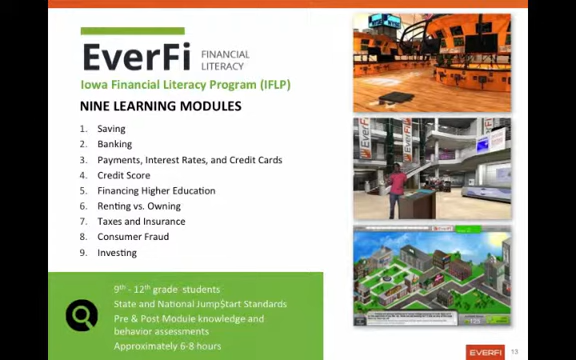 EverFi
FINANCIAL
LITERACY
Iowa Financial Literacy Program (IFLP)
NINE LEARNING MODULES
1. Saving
2. Banking
3. Payments, Interest Rates, and Credit Cards
4. Credit Score
5. Financing Higher Education
6. Renting vs. Owning
7. Taxes and Insurance
8. Consumer Fraud
9. Investing
9th - 12th grade students
State and National Jump$tart Standards
Pre & Post Module knowledge and
behavior assessments
Approximately 6-8 hours
EverFi
EVERFI 13